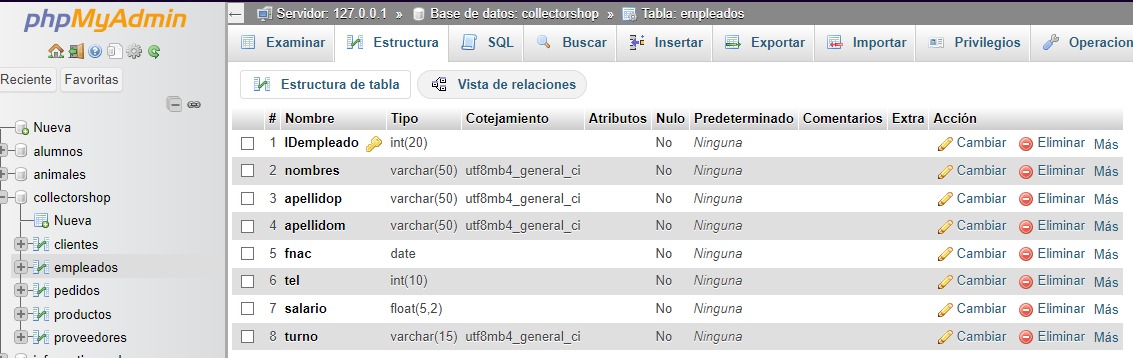 phpMyAdmin
Servidor: 127.0.0.1 » Base de datos: collectorshop » Tabla: empleados
Examinar Estructura SQL Buscar Insertar Exportar Importar Privilegios Operacion
Reciente Favoritas
Estructura de tabla Vista de relaciones
Nueva
alumnos
animales
collectorshop
Nueva
clientes
empleados
pedidos
productos
proveedores
# Nombre Tipo Cotejamiento Atributos Nulo Predeterminado Comentarios Extra Acción
1 IDempleado int(20) No Ninguna Cambiar Eliminar Más
2 nombres varchar(50) utf8mb4_general_ci No Ninguna Cambiar Eliminar Más
3 apellidop varchar(50) utf8mb4_general_ci No Ninguna Cambiar Eliminar Más
4 apellidom varchar(50) utf8mb4_general_ci No Ninguna Cambiar Eliminar Más
5 fnac date No Ninguna Cambiar Eliminar Más
6 tel int(10) No Ninguna Cambiar Eliminar Más
7 salario float(5,2) No Ninguna Cambiar Eliminar Más
8 turno varchar(15) utf8mb4_general_ci No Ninguna Cambiar Eliminar Más